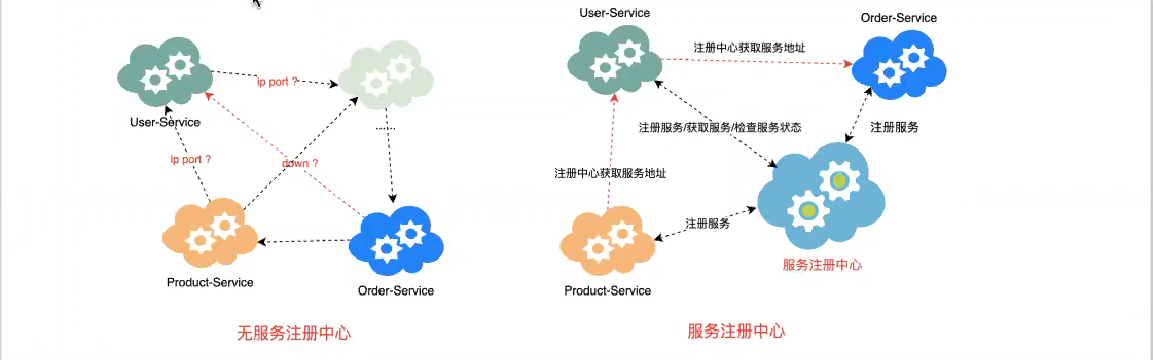 User-Service
ip port ?
ip port ?
down ?
Product-Service
Order-Service
无服务注册中心
User-Service
Order-Service
注册中心获取服务地址
注册服务/获取服务/检查服务状态
注册服务
注册中心获取服务地址
注册服务
服务注册中心
Product-Service
服务注册中心